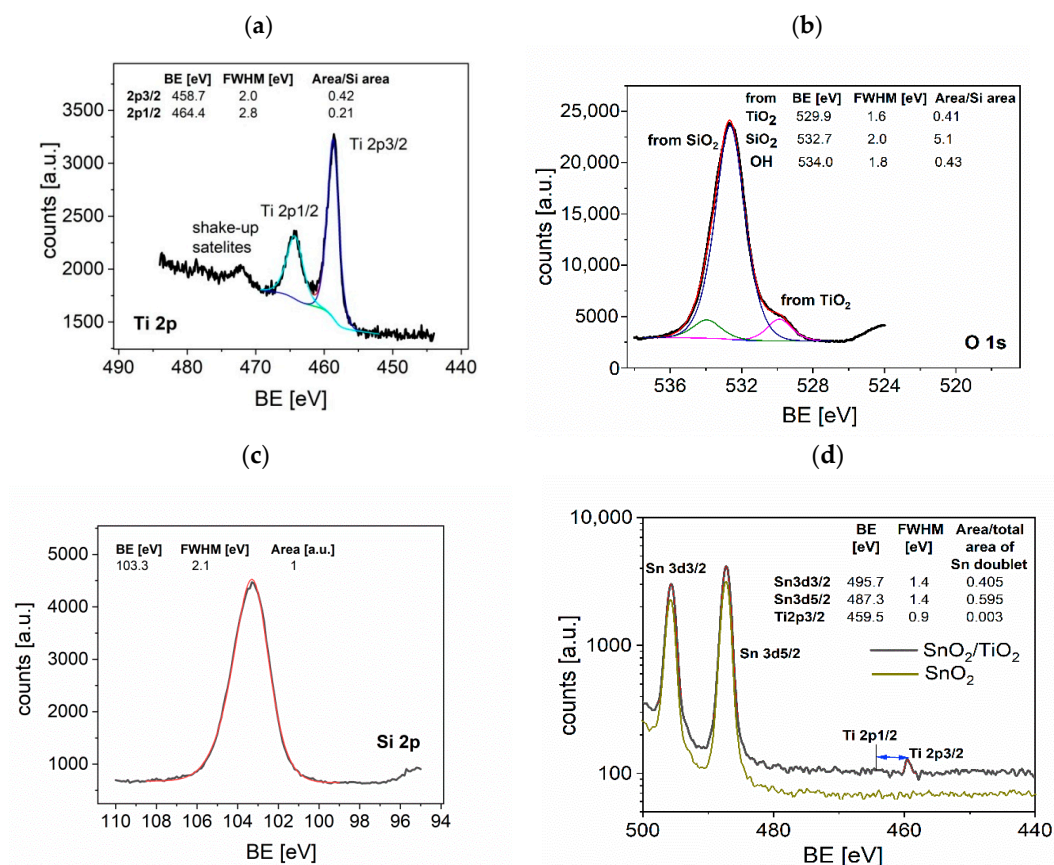 (a)
BE [eV] FWHM [eV] Area/Si area
2p3/2 458.7 2.0 0.42
2p1/2 464.4 2.8 0.21
3500
3000
2500
2000
1500
counts [a.u.]
Ti 2p3/2
Ti 2p1/2
shake-up
satelites
Ti 2p
490 480 470 460 450 440
BE [eV]
(b)
from BE [eV] FWHM [eV] Area/Si area
TiO2 529.9 1.6 0.41
SiO2 532.7 2.0 5.1
OH 534.0 1.8 0.43
25,000
20,000
15,000
10,000
5000
0
counts [a.u.]
from SiO2
from TiO2
O 1s
536 532 528 524 520
BE [eV]
(c)
BE [eV] FWHM [eV] Area [a.u.]
103.3 2.1 1
5000
4000
3000
2000
1000
counts [a.u.]
Si 2p
110 108 106 104 102 100 98 96 94
BE [eV]
(d)
BE FWHM Area/total
[eV] [eV] area of
Sn doublet
Sn3d3/2 495.7 1.4 0.405
Sn3d5/2 487.3 1.4 0.595
Ti2p3/2 459.5 0.9 0.003
10,000
1000
100
counts [a.u.]
Sn 3d3/2
Sn 3d5/2
SnO2/TiO2
SnO2
Ti 2p1/2
Ti 2p3/2
500 480 460 440
BE [eV]